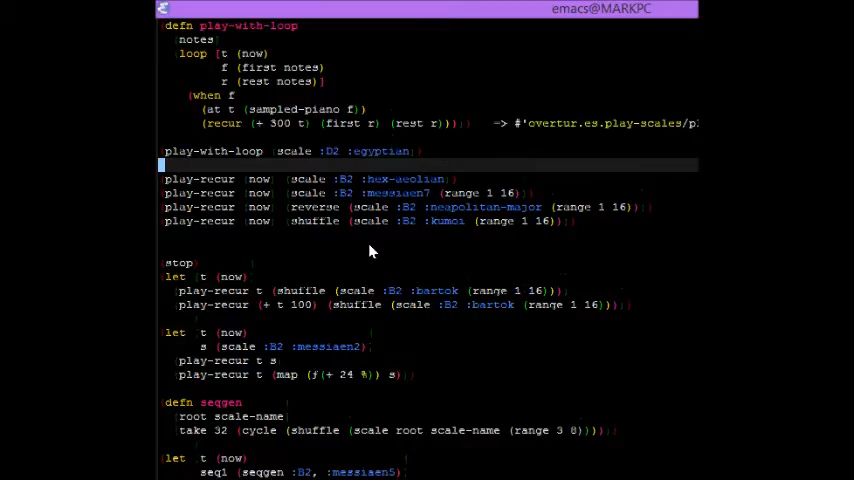 emacs@MARKPC
(defn play-with-loop
[notes]
(loop [t (now)
f (first notes)
r (rest notes)]
(when f
(at t (sampled-piano f))
(recur (+ 300 t) (first r) (rest r)))))   => #'overtur.es.play-scales/pl
(play-with-loop (scale :D2 :egyptian))
(play-recur (now) (scale :B2 :hex-aeolian))
(play-recur (now) (scale :B2 :messiaen7 (range 1 16)))
(play-recur (now) (reverse (scale :B2 :neapolitan-major (range 1 16))))
(play-recur (now) (shuffle (scale :B2 :kumoi (range 1 16))))
(stop)
(let [t (now)]
(play-recur t (shuffle (scale :B2 :bartok (range 1 16))))
(play-recur (+ t 100) (shuffle (scale :B2 :bartok (range 1 16)))))
(let [t (now)
s (scale :B2 :messiaen2)]
(play-recur t s)
(play-recur t (map #(+ 24 %) s)))
(defn seqgen
[root scale-name]
(take 32 (cycle (shuffle (scale root scale-name (range 3 8))))))
(let [t (now)
seq1 (seqgen :B2, :messiaen5)